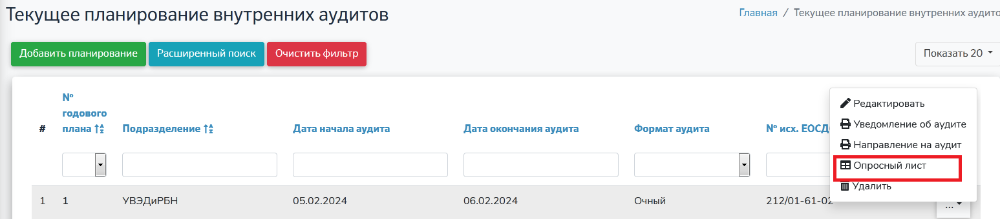 Текущее планирование внутренних аудитов
Главная / Текущее планирование внутренних аудито
Добавить планирование Расширенный поиск Очистить фильтр
Показать 20
# № годового плана Подразделение Дата начала аудита Дата окончания аудита Формат аудита № исх. ЕОСД
Редактировать
Уведомление об аудите
Направление на аудит
Опросный лист
Удалить
1 1 УВЭДиРБН 05.02.2024 06.02.2024 Очный 212/01-61-02 ...